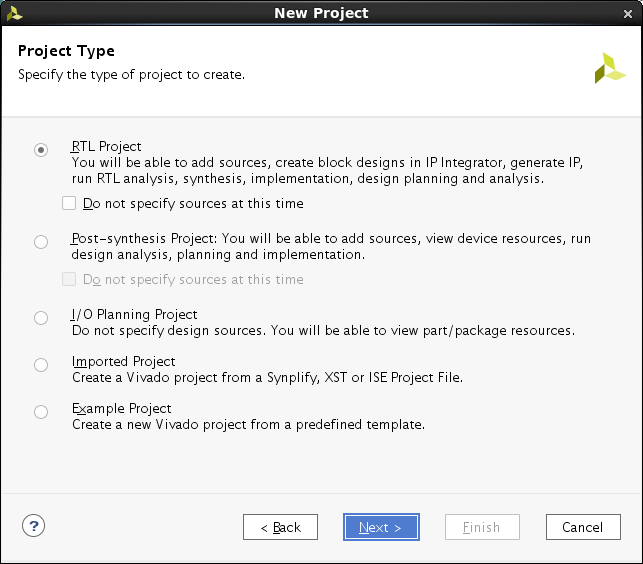 New Project
Project Type
Specify the type of project to create.
RTL Project
You will be able to add sources, create block designs in IP Integrator, generate IP,
run RTL analysis, synthesis, implementation, design planning and analysis.
Do not specify sources at this time
Post-synthesis Project: You will be able to add sources, view device resources, run
design analysis, planning and implementation.
Do not specify sources at this time
I/O Planning Project
Do not specify design sources. You will be able to view part/package resources.
Imported Project
Create a Vivado project from a Synplify, XST or ISE Project File.
Example Project
Create a new Vivado project from a predefined template.
? < Back Next > Finish Cancel